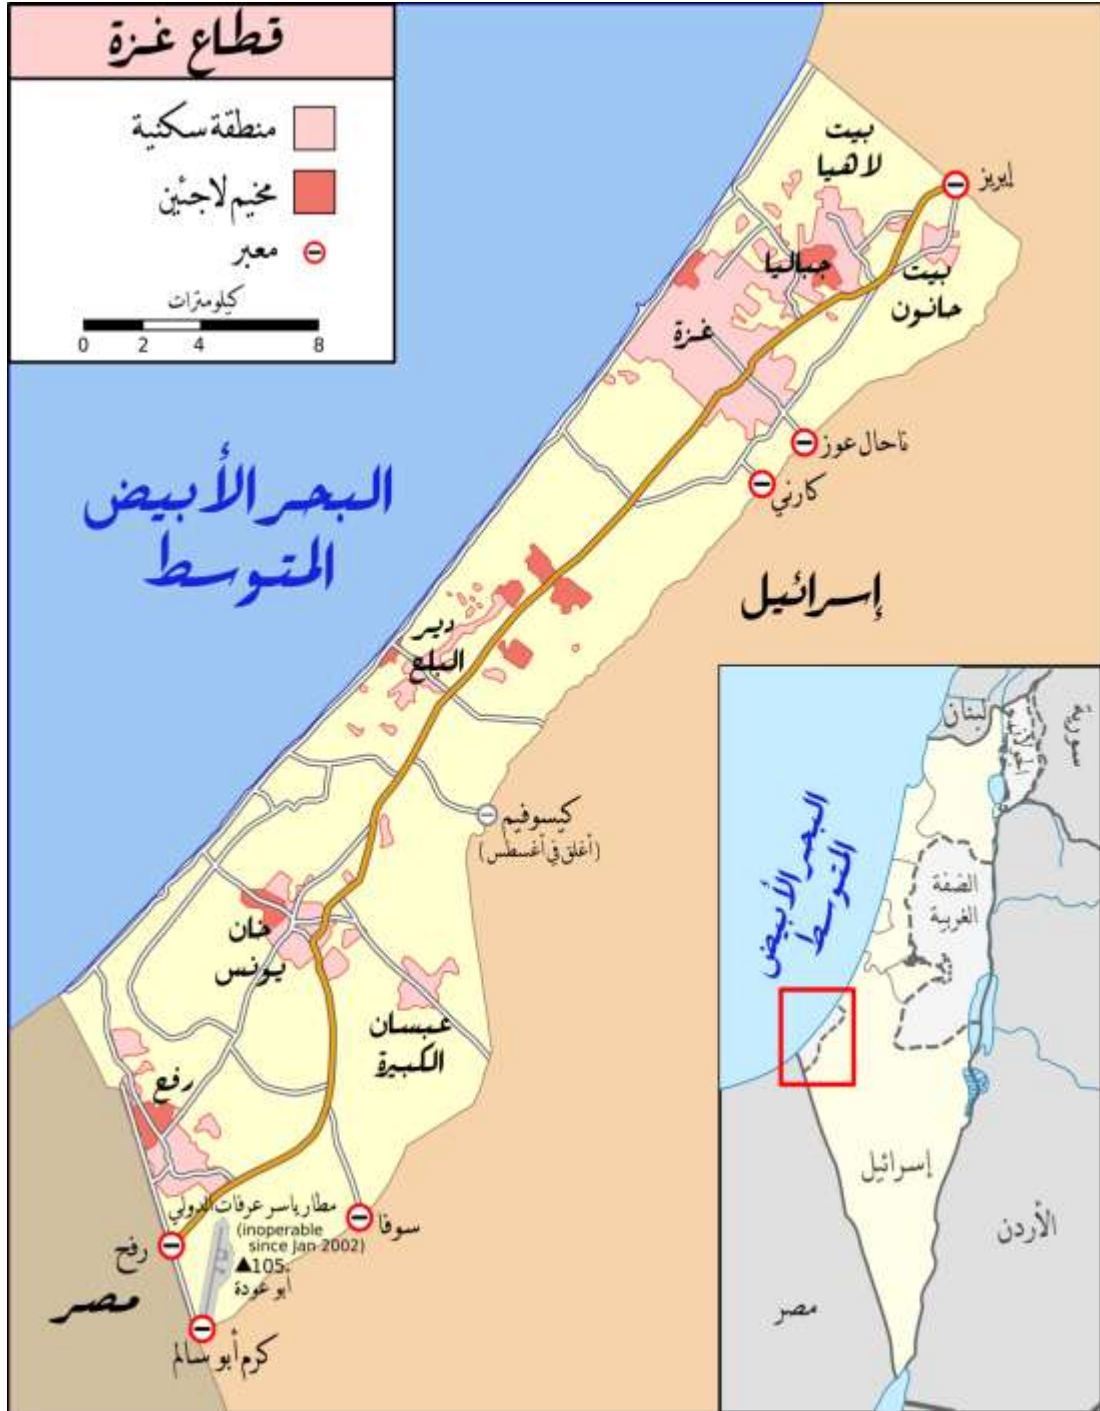 قطاع غزة
منطقة سكنية
مخيم لاجئين
معبر
كيلومترات
0 2 4 8
بيت
لاهيا
إيريز
جباليا
بيت
حانون
غزة
ناحال عوز
كارني
البحر الأبيض
المتوسط
إسرائيل
دير
البلح
كيسوفيم
(أغلق في أغسطس)
خان
يونس
عبسان
الكبيرة
رفح
مطار ياسر عرفات الدولي
(inoperable
since Jan 2002)
105
أبو عودة
سوفا
رفح
مصر
كرم أبو سالم
لبنان
الجولان
سورية
البحر الأبيض
المتوسط
الضفة
الغربية
إسرائيل
الأردن
مصر